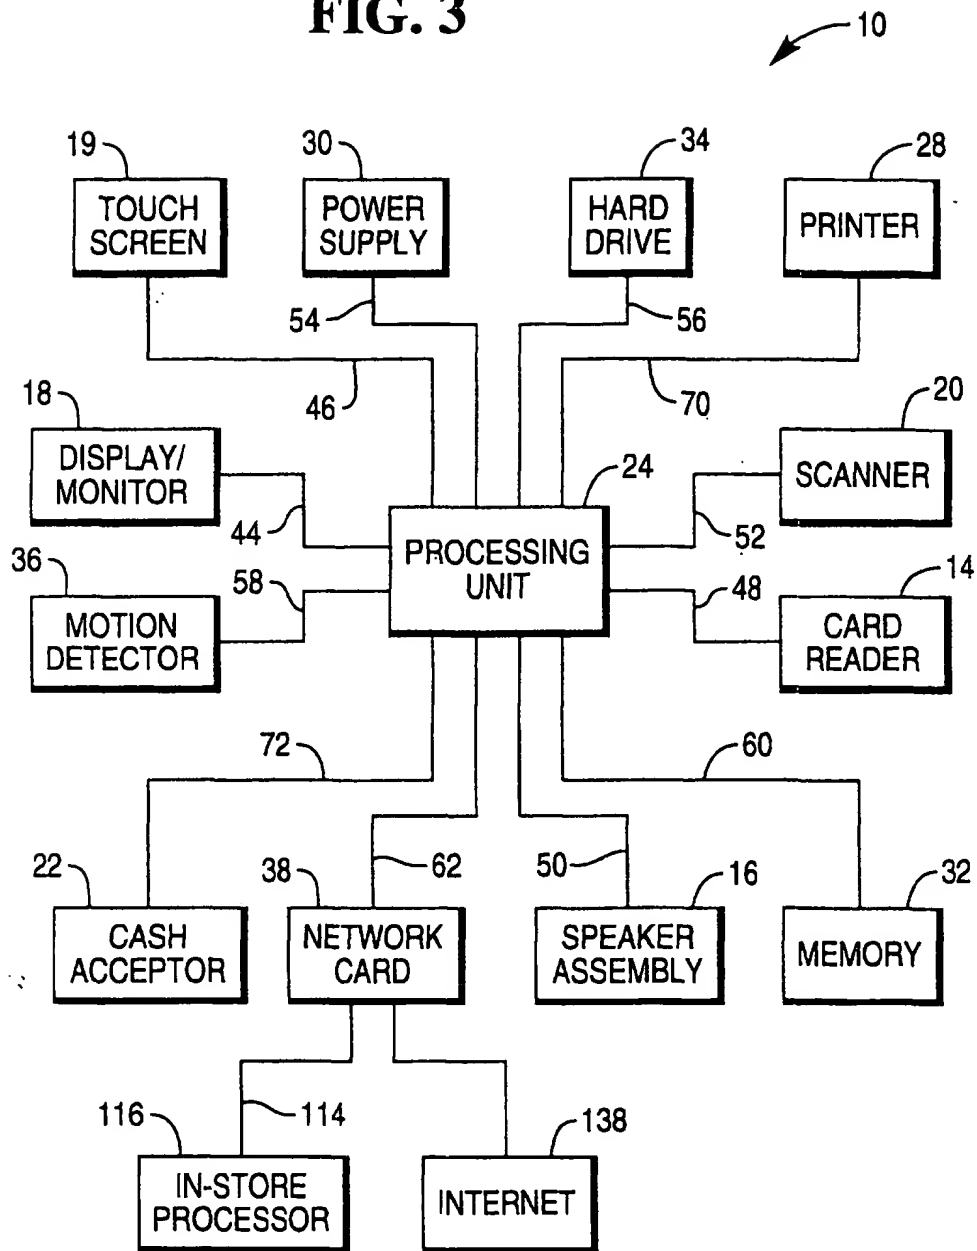 FIG. 3
10
19
30
34
28
TOUCH
SCREEN
POWER
SUPPLY
HARD
DRIVE
PRINTER
54
56
46
70
18
20
DISPLAY/
MONITOR
SCANNER
24
44
52
PROCESSING
UNIT
36
58
48
14
MOTION
DETECTOR
CARD
READER
72
60
22
38
62
50
16
32
CASH
ACCEPTOR
NETWORK
CARD
SPEAKER
ASSEMBLY
MEMORY
116
114
138
IN-STORE
PROCESSOR
INTERNET